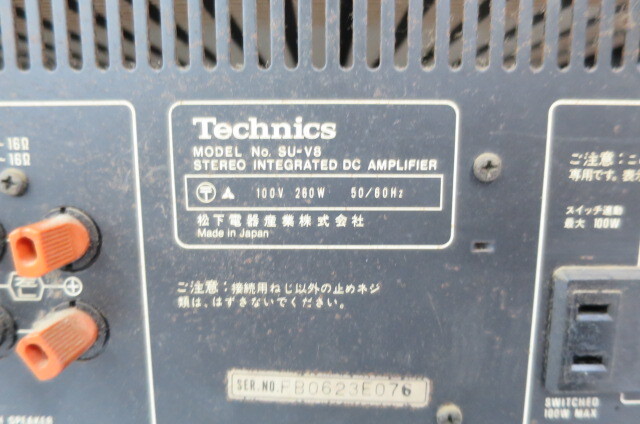 Technics
MODEL No. SU-V8
STEREO INTEGRATED DC AMPLIFIER
100V 260W 50/60Hz
松下電器産業株式会社
Made in Japan
ご注意：接続用ねじ以外の止めネジ
類は、はずさないでください。
SER.NO. FB0623E076
16Ω
16Ω
SPEAKER
ご注意：こ
専用です。表示
スイッチ連動
最大 100W
SWITCHED
100W MAX